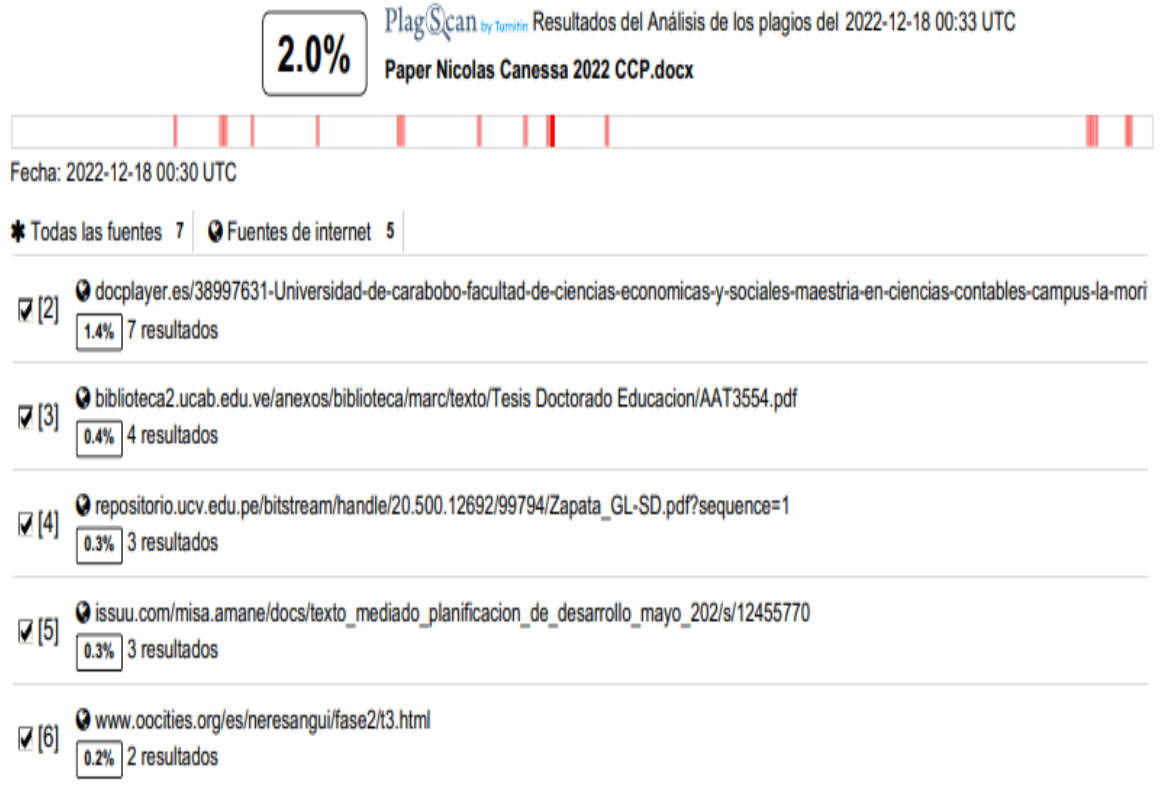 2.0%
PlagScan by Turnitin Resultados del Análisis de los plagios del 2022-12-18 00:33 UTC
Paper Nicolas Canessa 2022 CCP.docx
Fecha: 2022-12-18 00:30 UTC
Todas las fuentes 7 Fuentes de internet 5
[2] docplayer.es/38997631-Universidad-de-carabobo-facultad-de-ciencias-economicas-y-sociales-maestria-en-ciencias-contables-campus-la-mori
1.4% 7 resultados
[3] biblioteca2.ucab.edu.ve/anexos/biblioteca/marc/texto/Tesis Doctorado Educacion/AAT3554.pdf
0.4% 4 resultados
[4] repositorio.ucv.edu.pe/bitstream/handle/20.500.12692/99794/Zapata_GL-SD.pdf?sequence=1
0.3% 3 resultados
[5] issuu.com/misa.amane/docs/texto_mediado_planificacion_de_desarrollo_mayo_202/s/12455770
0.3% 3 resultados
[6] www.oocities.org/es/neresangui/fase2/t3.html
0.2% 2 resultados